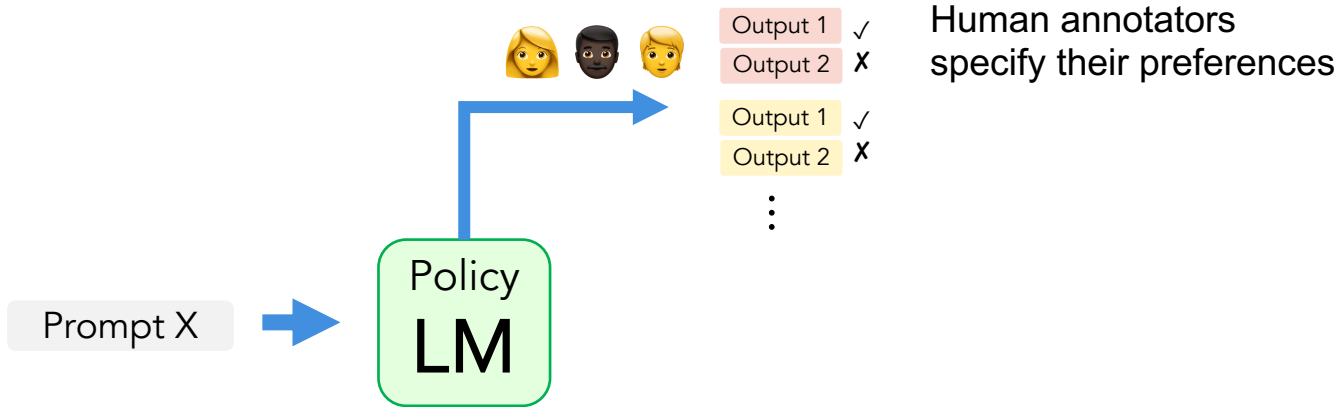 Output 1 ✓
Output 2 ✗
Human annotators
specify their preferences
Output 1 ✓
Output 2 ✗
⋮
Policy
LM
Prompt X